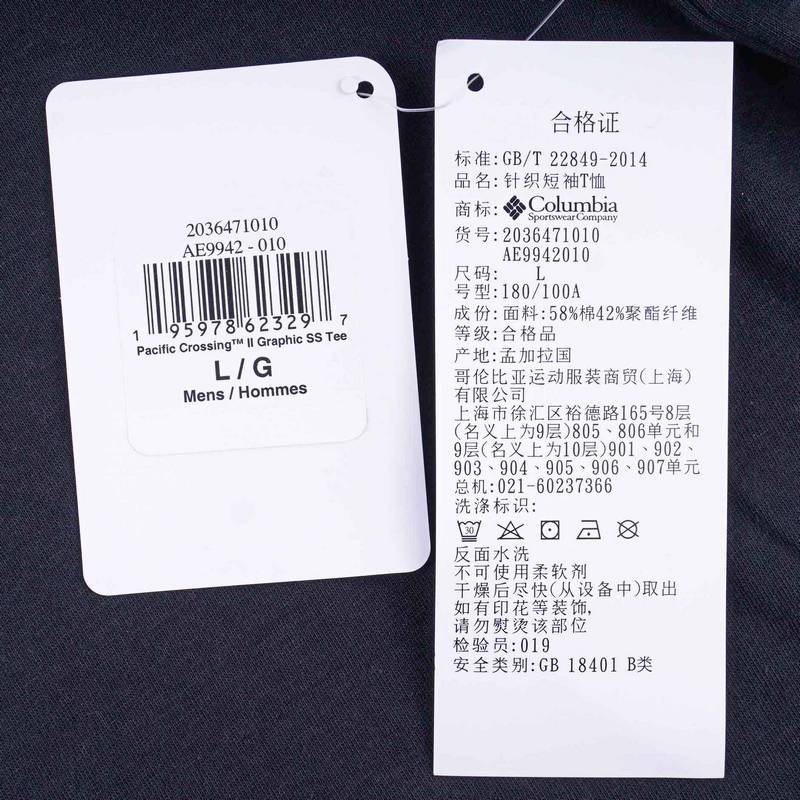 2036471010
AE9942 - 010
1 95978 62329 7
Pacific Crossing™ II Graphic SS Tee
L / G
Mens / Hommes
合格证
标准:GB/T 22849-2014
品名:针织短袖T恤
商标: Columbia
Sportswear Company
货号:2036471010
AE9942010
尺码: L
号型:180/100A
成份:面料:58%棉42%聚酯纤维
等级:合格品
产地:孟加拉国
哥伦比亚运动服装商贸(上海)
有限公司
上海市徐汇区裕德路165号8层
(名义上为9层)805、806单元和
9层(名义上为10层)901、902、
903、904、905、906、907单元
总机:021-60237366
洗涤标识:
30
反面水洗
不可使用柔软剂
干燥后尽快(从设备中)取出
如有印花等装饰,
请勿熨烫该部位
检验员:019
安全类别:GB 18401 B类